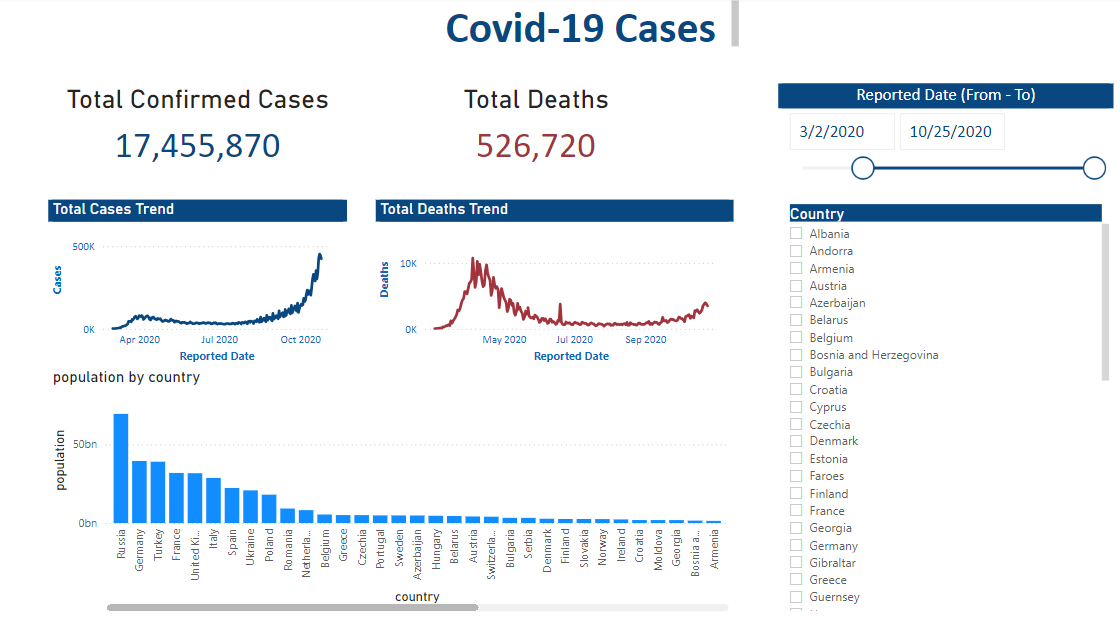 Covid-19 Cases
Total Confirmed Cases
17,455,870
Total Deaths
526,720
Reported Date (From - To)
3/2/2020
10/25/2020
Total Cases Trend
500K
0K
Cases
Apr 2020
Jul 2020
Oct 2020
Reported Date
Total Deaths Trend
10K
0K
Deaths
May 2020
Jul 2020
Sep 2020
Reported Date
population by country
50bn
0bn
population
Russia
Germany
Turkey
France
United Ki...
Italy
Spain
Ukraine
Poland
Romania
Netherla...
Belgium
Greece
Czechia
Portugal
Sweden
Azerbaijan
Hungary
Belarus
Austria
Switzerla...
Bulgaria
Serbia
Denmark
Finland
Slovakia
Norway
Ireland
Croatia
Moldova
Georgia
Bosnia a...
Armenia
country
Country
Albania
Andorra
Armenia
Austria
Azerbaijan
Belarus
Belgium
Bosnia and Herzegovina
Bulgaria
Croatia
Cyprus
Czechia
Denmark
Estonia
Faroes
Finland
France
Georgia
Germany
Gibraltar
Greece
Guernsey